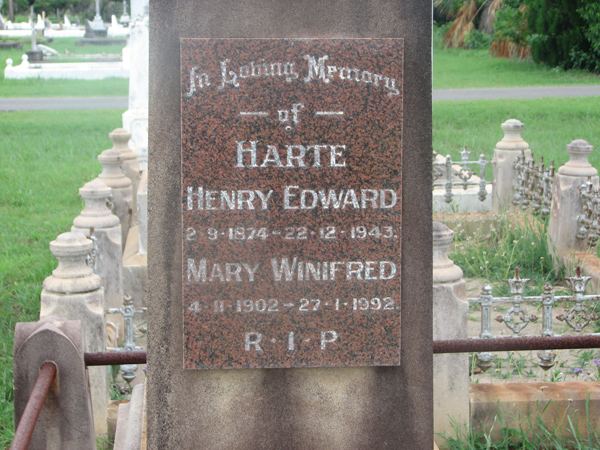 In Loving Memory
— of —
HARTE
HENRY EDWARD
2-9-1874-22-12-1943.
MARY WINIFRED
4-11-1902-27-1-1992.
R·I·P